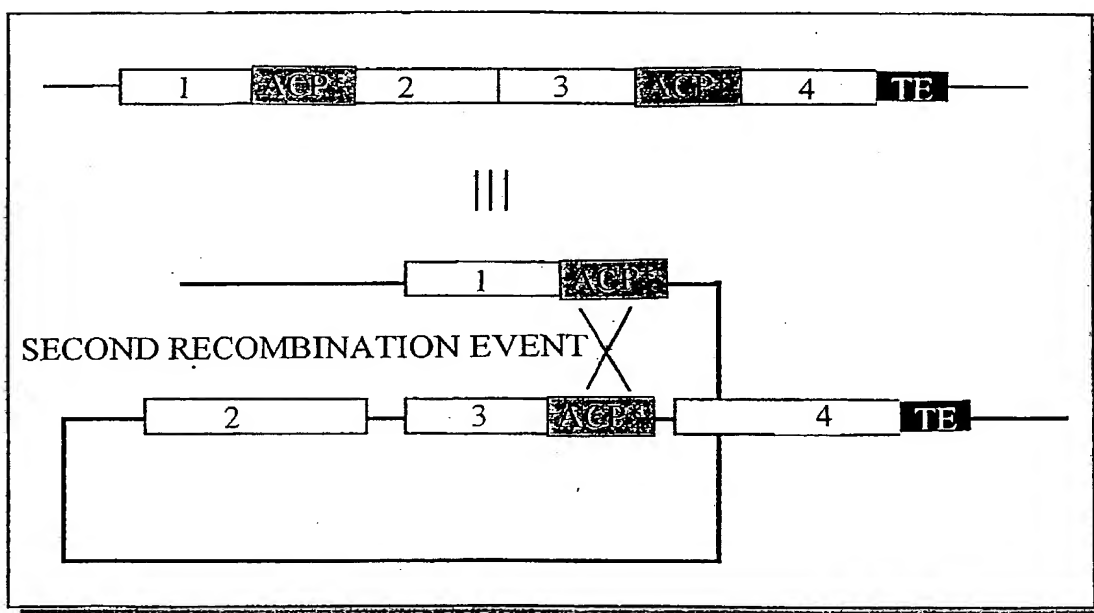 1 ACP 2 3 ACP 4 TE
1 ACP
SECOND RECOMBINATION EVENT
2 3 ACP 4 TE